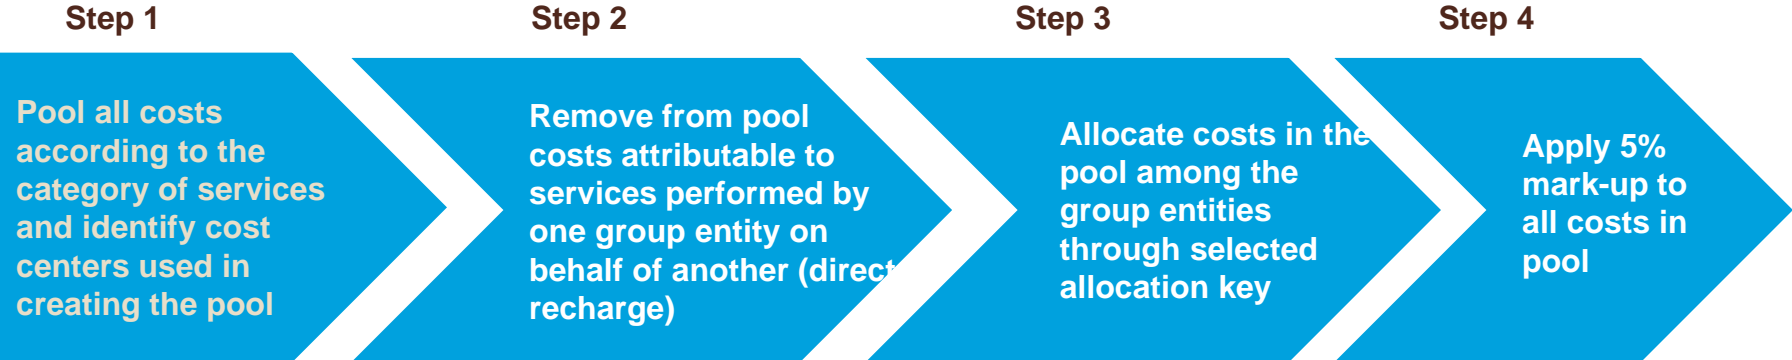 Step 1
Step 2
Step 3
Step 4
Pool all costs
according to the
category of services
and identify cost
centers used in
creating the pool
Remove from pool
costs attributable to
services performed by
one group entity on
behalf of another (direct
recharge)
Allocate costs in the
pool among the
group entities
through selected
allocation key
Apply 5%
mark-up to
all costs in
pool